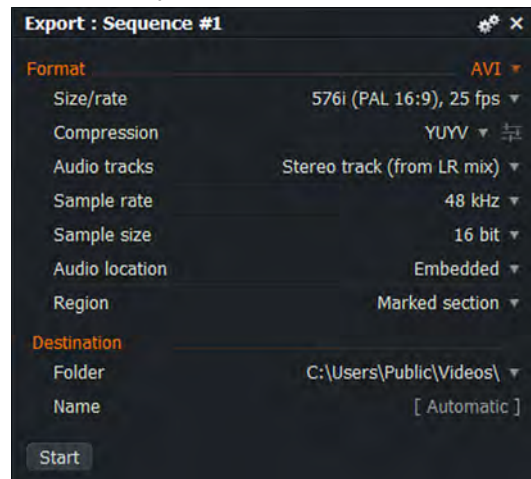 Export : Sequence #1
Format AVI
Size/rate 576i (PAL 16:9), 25 fps
Compression YUYV
Audio tracks Stereo track (from LR mix)
Sample rate 48 kHz
Sample size 16 bit
Audio location Embedded
Region Marked section
Destination
Folder C:\Users\Public\Videos\
Name [ Automatic ]
Start